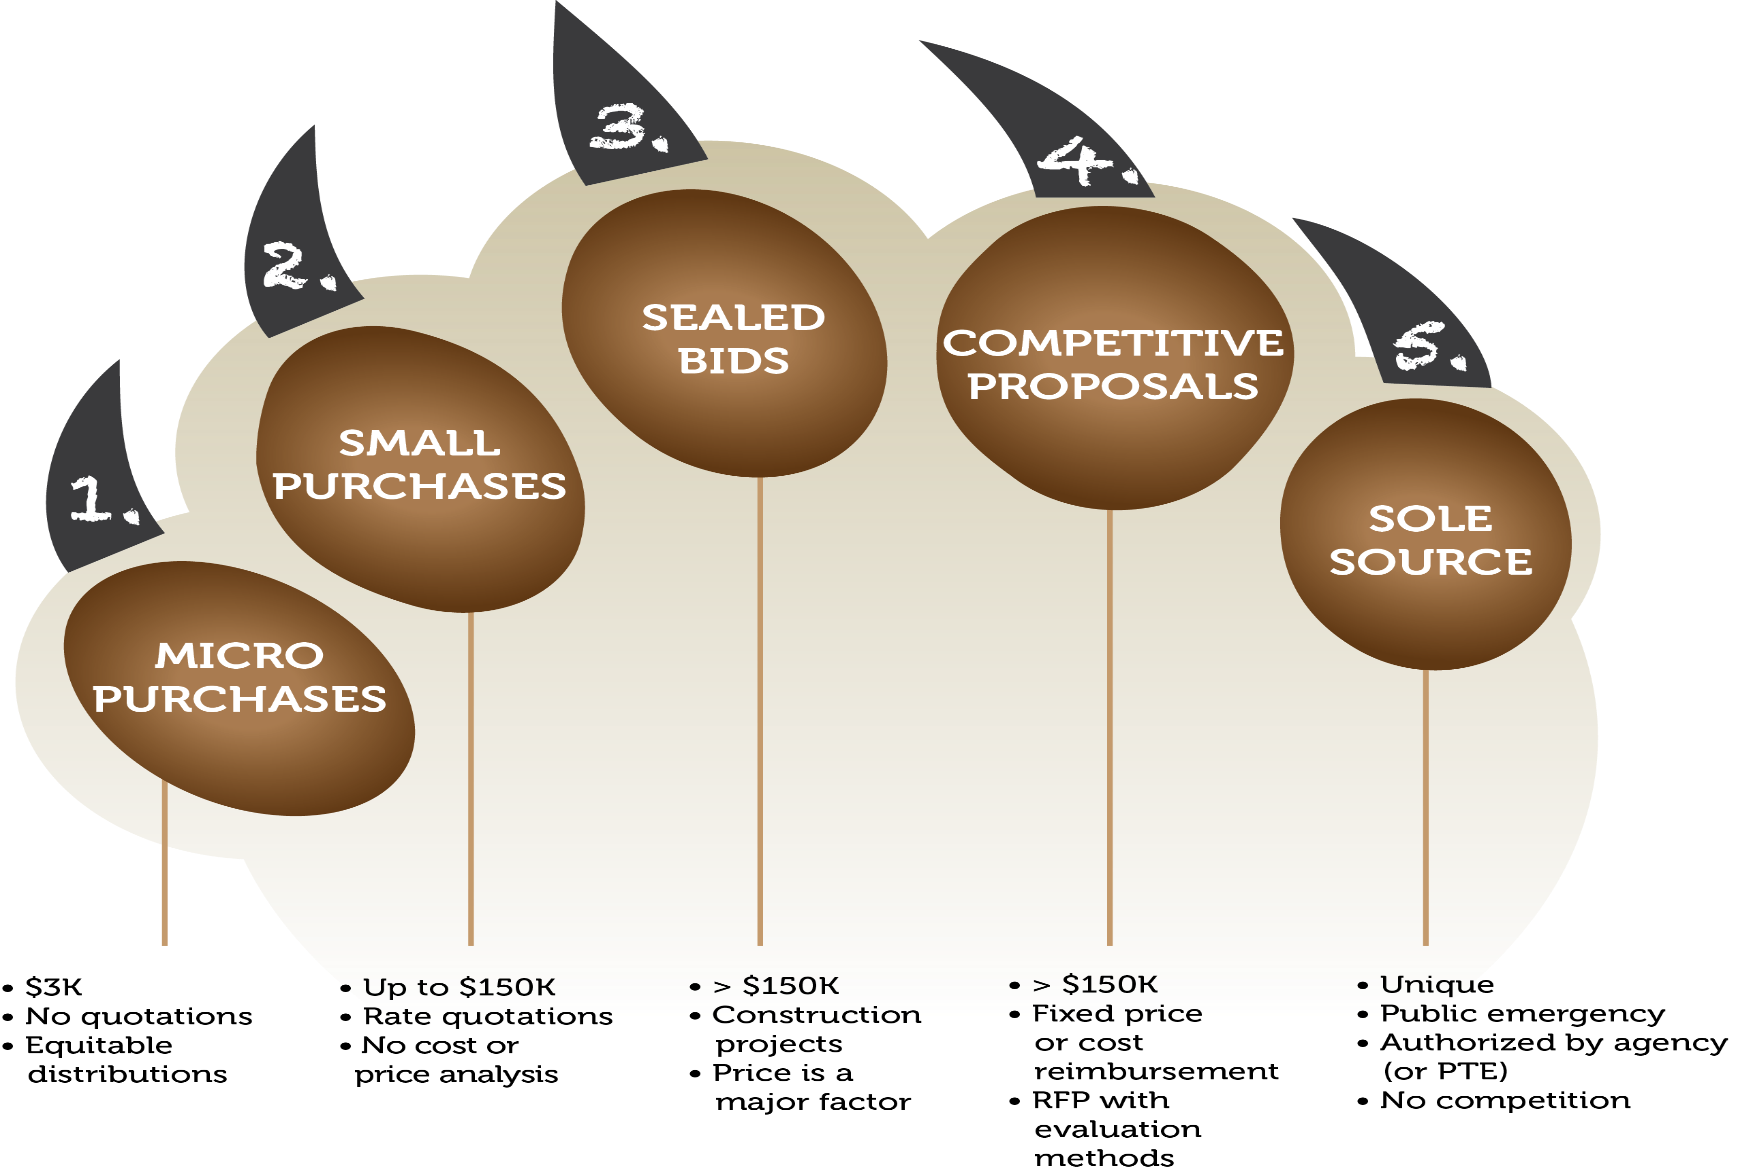 1.
MICRO
PURCHASES
• $3K
• No quotations
• Equitable
distributions
2.
SMALL
PURCHASES
• Up to $150K
• Rate quotations
• No cost or
price analysis
3.
SEALED
BIDS
• > $150K
• Construction
projects
• Price is a
major factor
4.
COMPETITIVE
PROPOSALS
• > $150K
• Fixed price
or cost
reimbursement
• RFP with
evaluation
methods
5.
SOLE
SOURCE
• Unique
• Public emergency
• Authorized by agency
(or PTE)
• No competition